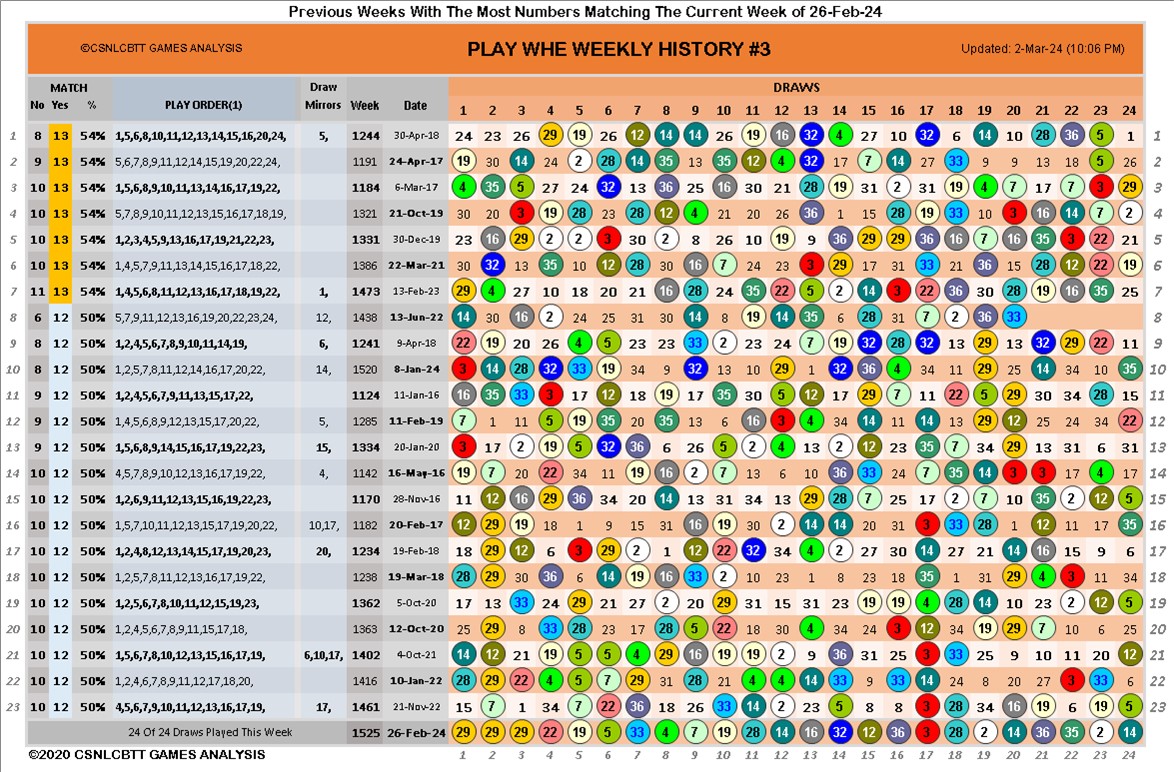 Previous Weeks With The Most Numbers Matching The Current Week of 26-Feb-24
©CSNLCBTT GAMES ANALYSIS PLAY WHE WEEKLY HISTORY #3 Updated: 2-Mar-24 (10:06 PM)
MATCH Draw DRAWS
No Yes % PLAY ORDER(1) Mirrors Week Date 1 2 3 4 5 6 7 8 9 10 11 12 13 14 15 16 17 18 19 20 21 22 23 24
1 8 13 54% 1,5,6,8,10,11,12,13,14,15,16,20,24, 5, 1244 30-Apr-18 24 23 26 29 19 26 12 14 14 26 19 16 32 4 27 10 32 6 14 10 28 36 5 1 1
2 9 13 54% 5,6,7,8,9,11,12,14,15,19,20,22,24, 1191 24-Apr-17 19 30 14 24 2 28 14 35 13 35 12 4 32 17 7 14 27 33 9 9 13 18 5 26 2
3 10 13 54% 1,5,6,8,9,10,11,13,14,16,17,19,22, 1184 6-Mar-17 4 35 5 27 24 32 13 36 25 16 30 21 28 19 31 2 31 19 4 7 17 7 3 29 3
4 10 13 54% 5,7,8,9,10,11,12,13,15,16,17,18,19, 1321 21-Oct-19 30 20 3 19 28 23 28 12 4 21 20 26 36 1 15 28 19 33 10 3 16 14 7 2 4
5 10 13 54% 1,2,3,4,5,9,13,16,17,19,21,22,23, 1331 30-Dec-19 23 16 29 2 2 3 30 2 8 26 10 19 9 36 29 29 36 16 7 16 35 3 22 21 5
6 10 13 54% 1,4,5,7,9,11,13,14,15,16,17,18,22, 1386 22-Mar-21 30 32 13 35 10 12 28 30 16 7 24 23 3 29 17 31 33 21 36 15 28 12 22 19 6
7 11 13 54% 1,4,5,6,8,11,12,13,16,17,18,19,22, 1, 1473 13-Feb-23 29 4 27 10 18 20 21 16 28 12 35 22 5 2 14 3 22 36 30 28 19 16 35 25 7
8 6 12 50% 5,7,9,11,12,13,16,19,20,22,23,24, 12, 1438 13-Jun-22 14 30 16 2 24 25 31 30 14 8 19 14 35 15 28 31 7 2 36 33 8
9 8 12 50% 1,2,4,5,6,7,8,9,10,11,14,19, 6, 1241 9-Apr-18 22 19 20 26 4 5 23 23 33 2 23 24 7 19 32 28 32 13 29 13 32 29 22 11 9
10 8 12 50% 1,2,5,7,8,11,12,13,16,17,22,24, 14, 1520 8-Jan-24 3 14 28 32 33 19 34 9 32 13 10 29 1 32 36 4 34 11 29 21 14 34 10 35 10
11 9 12 50% 1,2,4,5,6,7,9,11,13,15,17,22, 1124 11-Jan-16 16 35 33 3 17 12 18 19 17 35 30 5 12 17 29 7 11 22 5 29 30 34 28 15 11
12 9 12 50% 1,4,5,6,8,9,12,13,15,17,20,22, 5, 1285 11-Feb-19 7 1 11 5 19 35 20 35 13 6 16 3 4 34 14 11 14 13 29 12 25 24 34 22 12
13 9 12 50% 1,5,6,8,9,14,15,16,17,19,22,23, 15, 1334 20-Jan-20 3 17 2 19 5 32 36 6 26 5 2 4 13 2 12 23 35 7 34 29 13 6 31 31 13
14 10 12 50% 4,5,7,8,9,10,12,13,16,17,19,22, 4, 1142 16-May-16 19 7 20 22 34 11 19 16 2 7 13 6 10 36 33 24 7 35 14 3 3 17 4 17 14
15 10 12 50% 1,2,6,9,11,12,13,15,16,19,22,23, 1170 28-Nov-16 11 12 16 29 36 34 20 14 13 31 34 13 29 28 7 25 17 2 7 10 35 2 12 5 15
16 10 12 50% 1,5,7,10,11,12,13,15,17,19,20,22, 10,17, 1182 20-Feb-17 12 29 19 18 1 9 15 31 16 19 30 2 14 14 20 31 3 33 28 1 12 11 16 35 16
17 10 12 50% 1,2,4,8,12,13,14,15,17,19,20,23, 20, 1234 19-Feb-18 18 29 12 6 3 29 2 1 12 22 32 34 4 2 27 30 14 27 21 14 16 15 9 6 17
18 10 12 50% 1,2,5,7,8,11,12,13,16,17,19,22, 1238 19-Mar-18 28 29 30 36 6 14 19 16 33 2 10 23 1 8 23 18 35 1 31 29 4 3 11 34 18
19 10 12 50% 1,2,5,6,7,8,10,11,12,15,19,23, 1362 5-Oct-20 17 13 33 24 29 21 27 2 20 29 31 31 15 31 19 19 4 28 14 10 23 2 12 5 19
20 10 12 50% 1,2,4,5,6,7,8,9,11,15,17,18, 1363 12-Oct-20 25 29 8 33 28 23 17 28 5 22 18 30 4 34 16 3 12 34 19 29 7 10 6 25 20
21 10 12 50% 1,5,6,7,8,10,12,15,16,17,19, 6,10,17, 1402 4-Oct-21 14 12 21 19 5 5 4 29 16 19 19 2 14 36 31 25 3 33 25 9 10 11 20 12 21
22 10 12 50% 1,2,4,6,7,8,9,11,12,17,18,20, 1416 10-Jan-22 28 29 22 4 5 7 29 31 28 11 4 4 14 33 9 33 14 24 8 20 27 3 33 6 22
23 10 12 50% 4,5,6,7,9,10,12,13,16,17,19, 17, 1461 21-Nov-22 15 7 1 34 7 22 36 18 26 33 14 2 23 5 8 8 3 28 34 16 19 6 19 5 23
24 Of 24 Draws Played This Week 1525 26-Feb-24 29 29 29 22 19 5 33 4 7 19 28 12 14 16 32 12 36 3 28 2 14 36 35 2 14
©2020 CSNLCBTT GAMES ANALYSIS 1 2 3 4 5 6 7 8 9 10 11 12 13 14 15 16 17 18 19 20 21 22 23 24